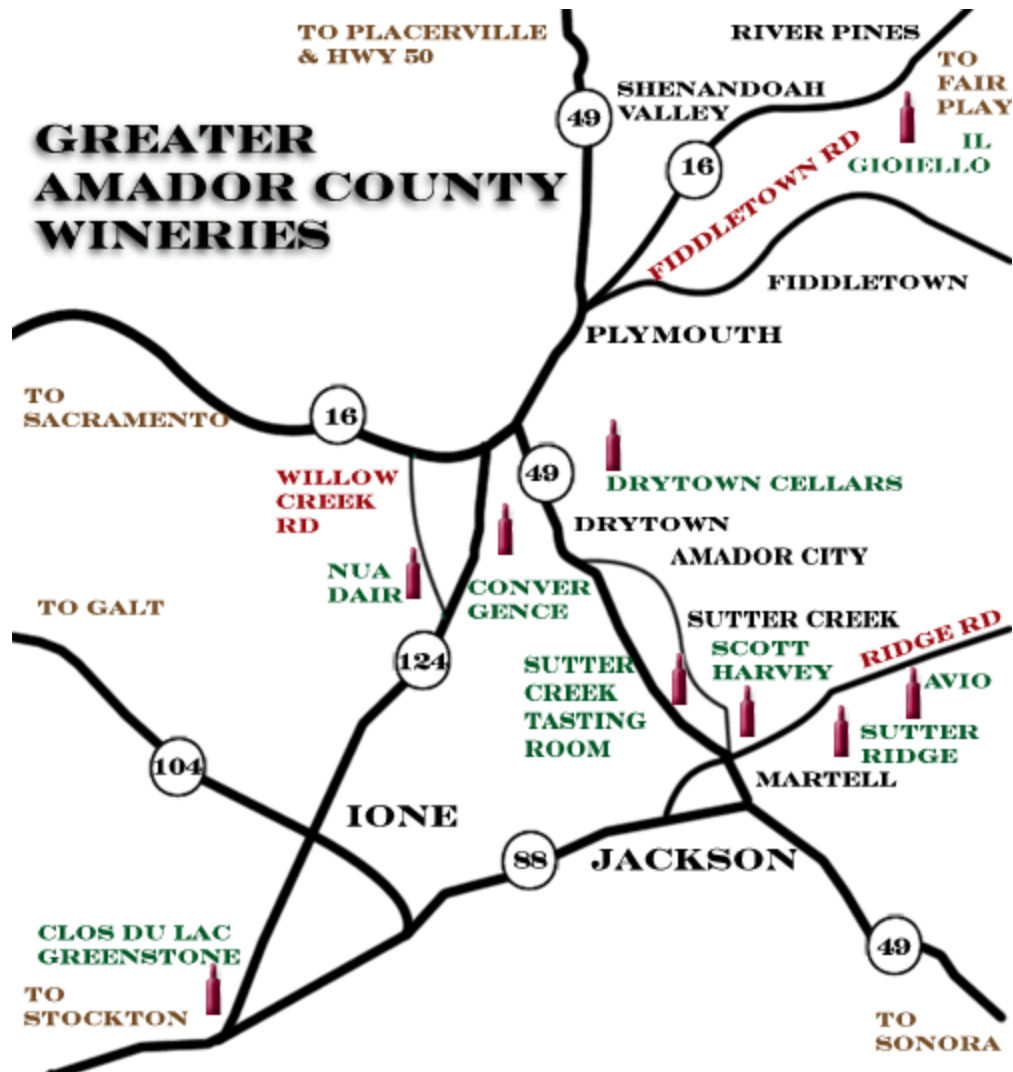 TO PLACERVILLE
& HWY 50
RIVER PINES
TO
FAIR
PLAY
SHENANDOAH
VALLEY
49
16
IL
GIOIELLO
GREATER
AMADOR COUNTY
WINERIES
FIDDLETOWN RD
FIDDLETOWN
PLYMOUTH
TO
SACRAMENTO
16
WILLOW
CREEK
RD
49
DRYTOWN CELLARS
DRYTOWN
AMADOR CITY
NUA
DAIR
CONVER
GENCE
TO GALT
SUTTER CREEK
SCOTT
HARVEY
RIDGE RD
124
SUTTER
CREEK
TASTING
ROOM
AVIO
SUTTER
RIDGE
104
MARTELL
IONE
88
JACKSON
CLOS DU LAC
GREENSTONE
49
TO
STOCKTON
TO
SONORA